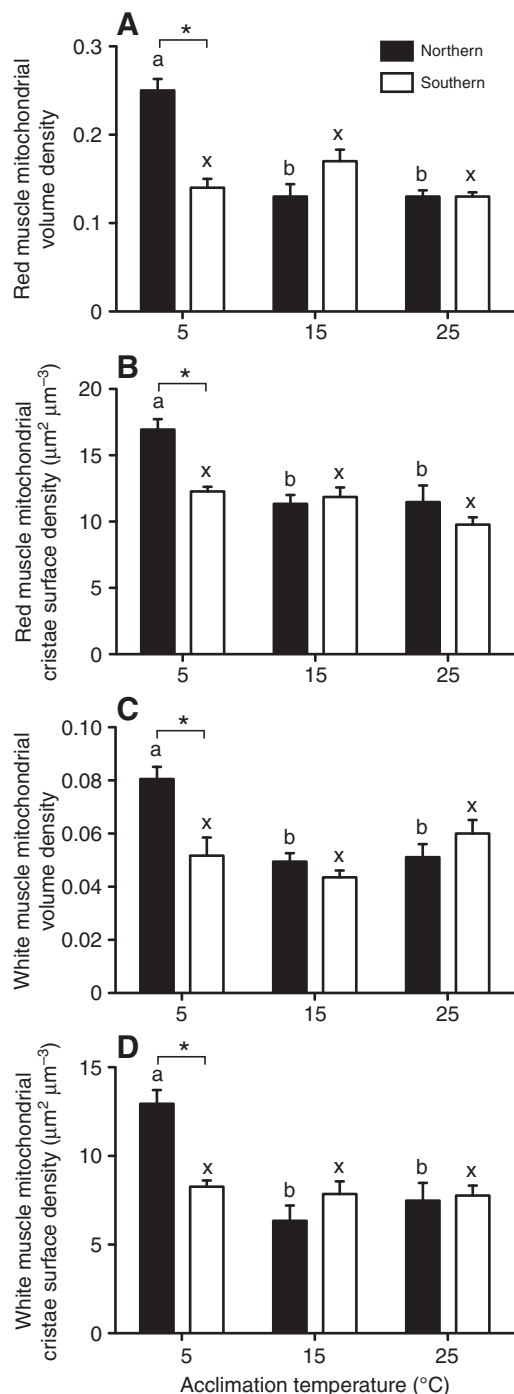 A
Red muscle mitochondrial
volume density
0.3
0.2
0.1
0
*
a
x
b
x
b
x
Northern
Southern
5
15
25
B
Red muscle mitochondrial
cristae surface density (µm² µm⁻³)
20
15
10
5
0
*
a
x
b
x
b
x
5
15
25
C
White muscle mitochondrial
volume density
0.10
0.08
0.06
0.04
0.02
0
*
a
x
b
x
b
x
5
15
25
D
White muscle mitochondrial
cristae surface density (µm² µm⁻³)
15
10
5
0
*
a
x
b
x
b
x
5
15
25
Acclimation temperature (°C)